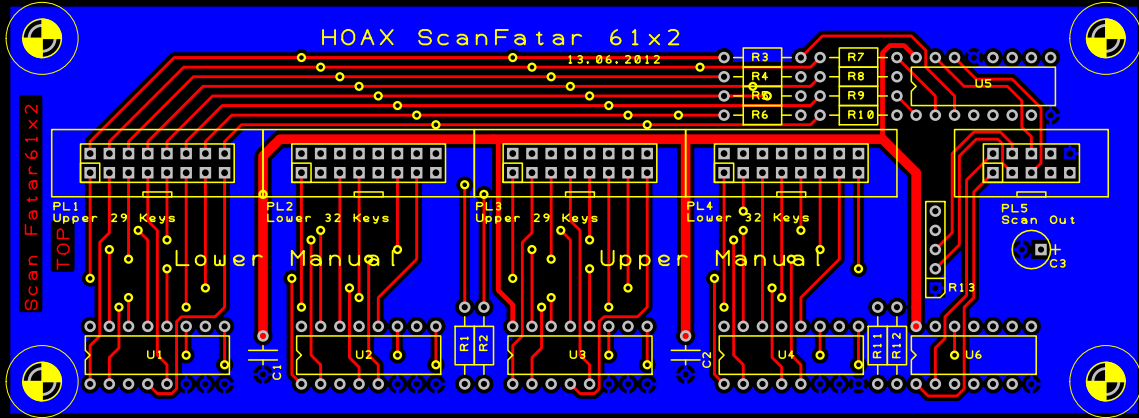 HOAX ScanFatar 61x2
13.06.2012
R3 R7
R4 R8
R5 R9
R6 R10
U5
Scan Fatar61x2
TOP
PL1
Upper 29 Keys
PL2
Lower 32 Keys
PL3
Upper 29 Keys
PL4
Lower 32 Keys
PL5
Scan Out
Lower Manual
Upper Manual
C3
R13
U1
C1
U2
R1
R2
U3
C2
U4
R11
R12
U6